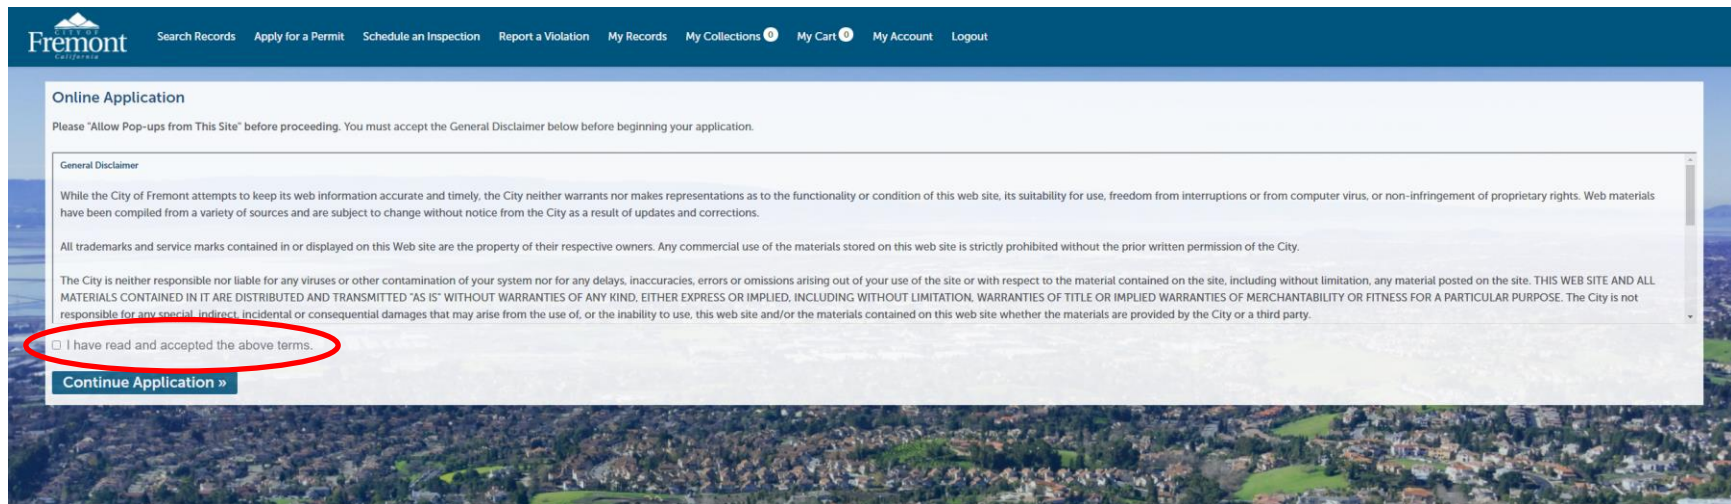 CITY OF
Fremont
California
Search Records Apply for a Permit Schedule an Inspection Report a Violation My Records My Collections 0 My Cart 0 My Account Logout
Online Application
Please "Allow Pop-ups from This Site" before proceeding. You must accept the General Disclaimer below before beginning your application.
General Disclaimer
While the City of Fremont attempts to keep its web information accurate and timely, the City neither warrants nor makes representations as to the functionality or condition of this web site, its suitability for use, freedom from interruptions or from computer virus, or non-infringement of proprietary rights. Web materials
have been compiled from a variety of sources and are subject to change without notice from the City as a result of updates and corrections.
All trademarks and service marks contained in or displayed on this Web site are the property of their respective owners. Any commercial use of the materials stored on this web site is strictly prohibited without the prior written permission of the City.
The City is neither responsible nor liable for any viruses or other contamination of your system nor for any delays, inaccuracies, errors or omissions arising out of your use of the site or with respect to the material contained on the site, including without limitation, any material posted on the site. THIS WEB SITE AND ALL
MATERIALS CONTAINED IN IT ARE DISTRIBUTED AND TRANSMITTED "AS IS" WITHOUT WARRANTIES OF ANY KIND, EITHER EXPRESS OR IMPLIED, INCLUDING WITHOUT LIMITATION, WARRANTIES OF TITLE OR IMPLIED WARRANTIES OF MERCHANTABILITY OR FITNESS FOR A PARTICULAR PURPOSE. The City is not
responsible for any special, indirect, incidental or consequential damages that may arise from the use of, or the inability to use, this web site and/or the materials contained on this web site whether the materials are provided by the City or a third party.
I have read and accepted the above terms.
Continue Application »